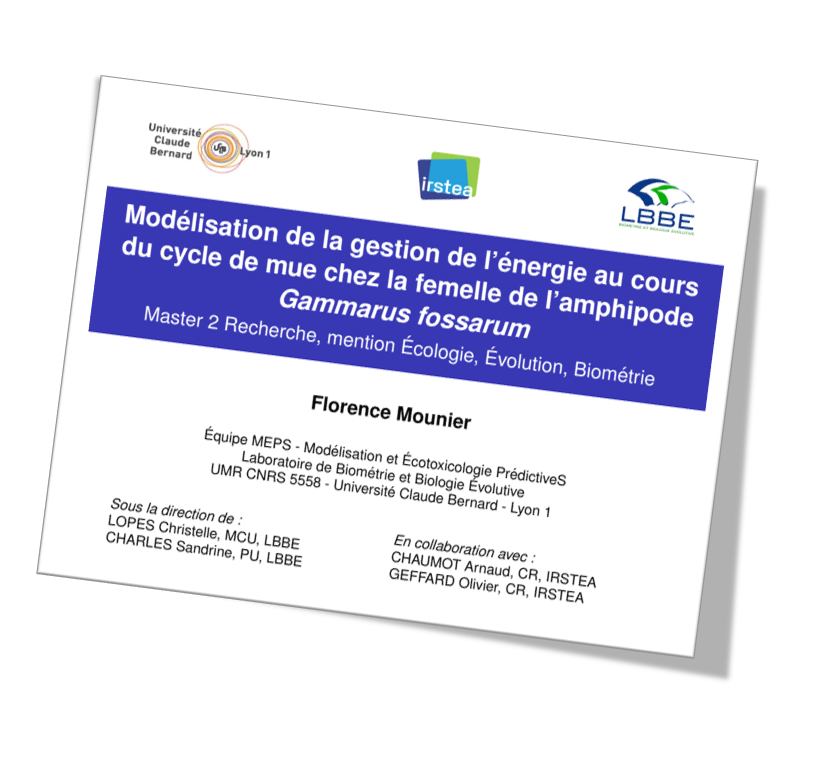 Université
Claude
Bernard
Lyon 1
irstea
LBBE
BIOMÉTRIE ET BIOLOGIE ÉVOLUTIVE
Modélisation de la gestion de l'énergie au cours
du cycle de mue chez la femelle de l'amphipode
Gammarus fossarum
Master 2 Recherche, mention Écologie, Évolution, Biométrie
Florence Mounier
Équipe MEPS - Modélisation et Écotoxicologie PrédictiveS
Laboratoire de Biométrie et Biologie Évolutive
UMR CNRS 5558 - Université Claude Bernard - Lyon 1
Sous la direction de :
LOPES Christelle, MCU, LBBE
CHARLES Sandrine, PU, LBBE
En collaboration avec :
CHAUMOT Arnaud, CR, IRSTEA
GEFFARD Olivier, CR, IRSTEA